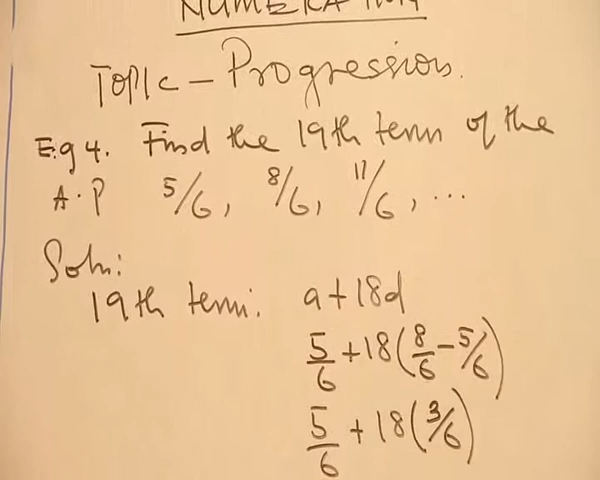 NUMERATION
Topic - Progression.
E.g 4. Find the 19th term of the
A.P 5/6, 8/6, 11/6, ...
Soln:
19th term: a+18d
5/6 + 18(8/6 - 5/6)
5/6 + 18(3/6)